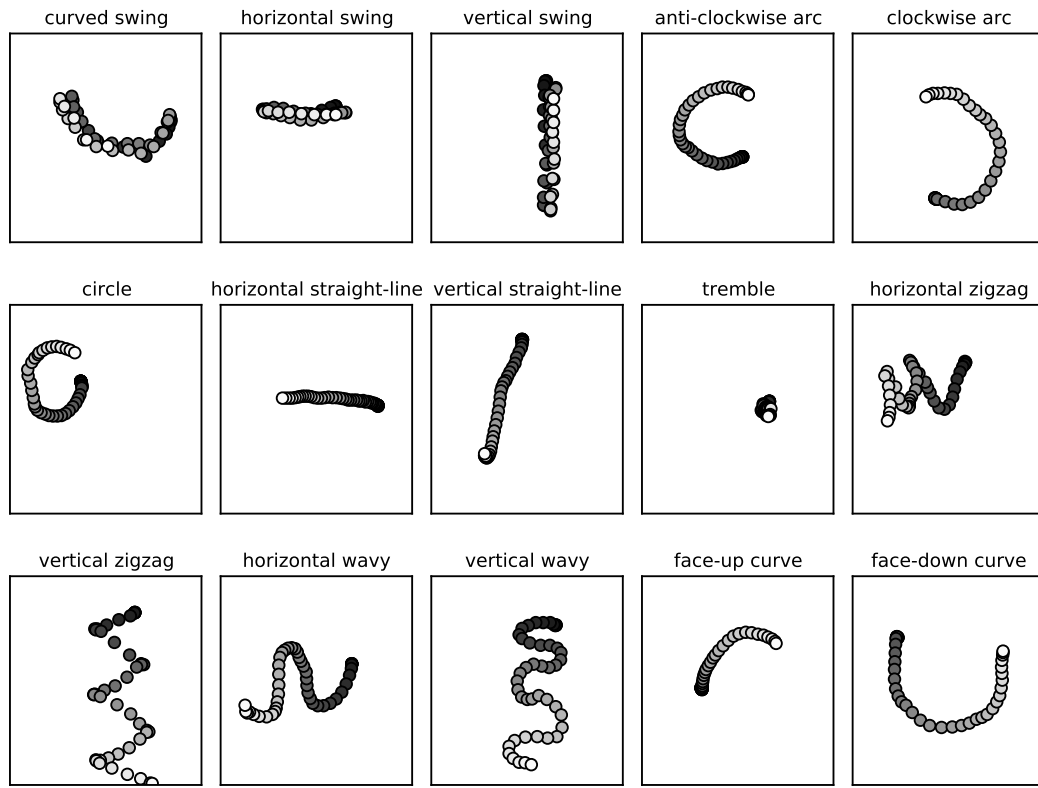 curved swing
horizontal swing
vertical swing
anti-clockwise arc
clockwise arc
circle
horizontal straight-line
vertical straight-line
tremble
horizontal zigzag
vertical zigzag
horizontal wavy
vertical wavy
face-up curve
face-down curve